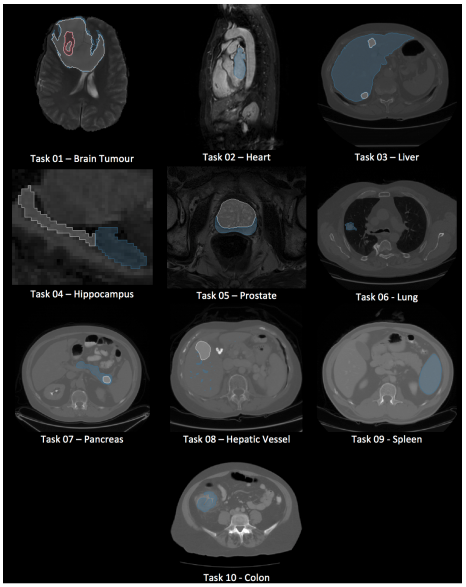 Task 01 – Brain Tumour
Task 02 – Heart
Task 03 – Liver
Task 04 – Hippocampus
Task 05 – Prostate
Task 06 - Lung
Task 07 – Pancreas
Task 08 – Hepatic Vessel
Task 09 - Spleen
Task 10 - Colon